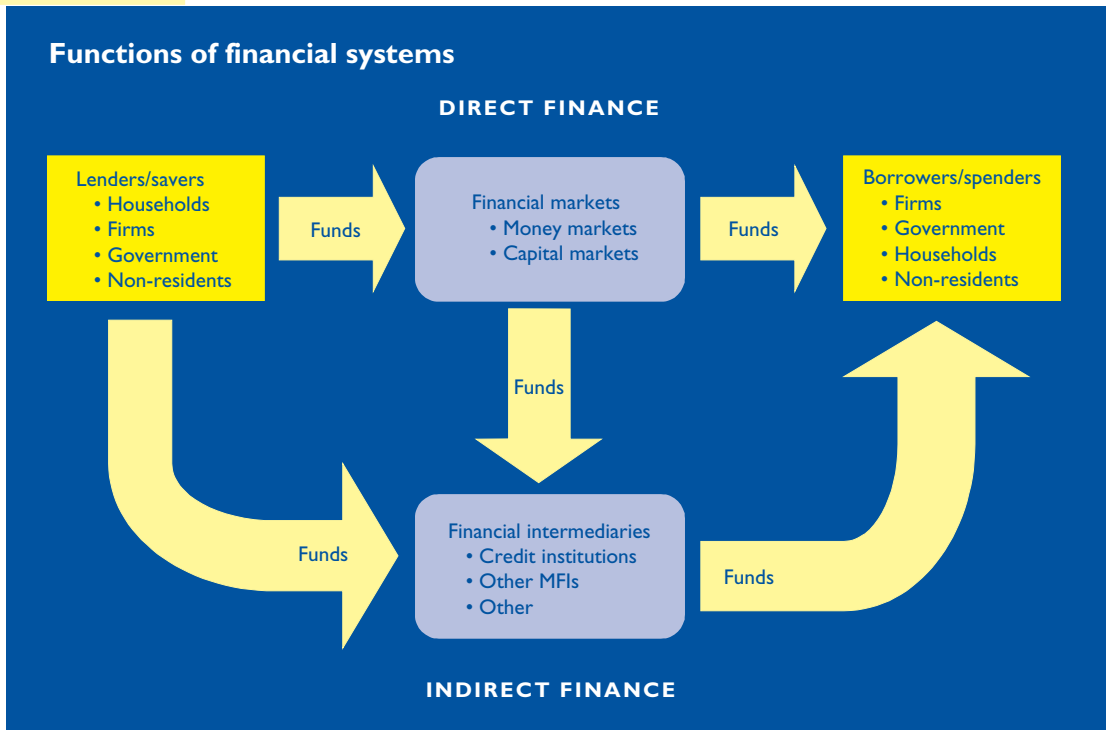 Functions of financial systems
DIRECT FINANCE
Lenders/savers
• Households
• Firms
• Government
• Non-residents
Funds
Financial markets
• Money markets
• Capital markets
Funds
Borrowers/spenders
• Firms
• Government
• Households
• Non-residents
Funds
Funds
Financial intermediaries
• Credit institutions
• Other MFIs
• Other
Funds
INDIRECT FINANCE